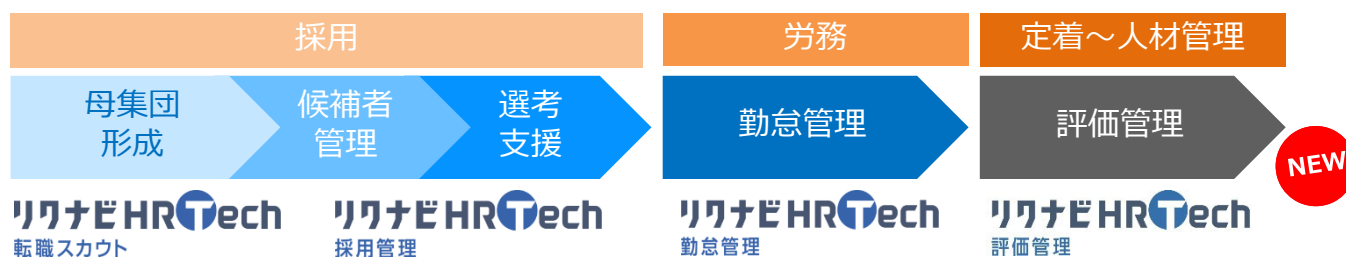 採用
労務
定着～人材管理
母集団
形成
候補者
管理
選考
支援
勤怠管理
評価管理
NEW
リクナビHRTech
転職スカウト
リクナビHRTech
採用管理
リクナビHRTech
勤怠管理
リクナビHRTech
評価管理